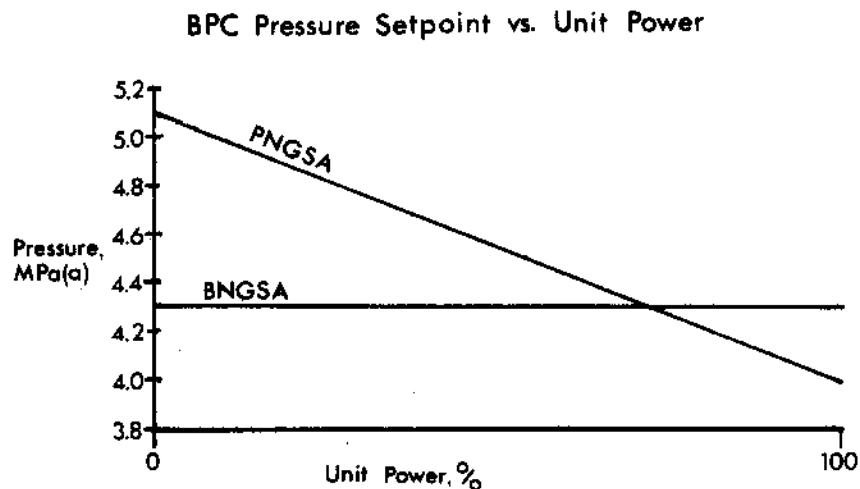 BPC Pressure Setpoint vs. Unit Power
5.2
5.0
4.8
4.6
4.4
4.2
4.0
3.8
Pressure,
MPa(a)
PNGSA
BNGSA
0
100
Unit Power, %